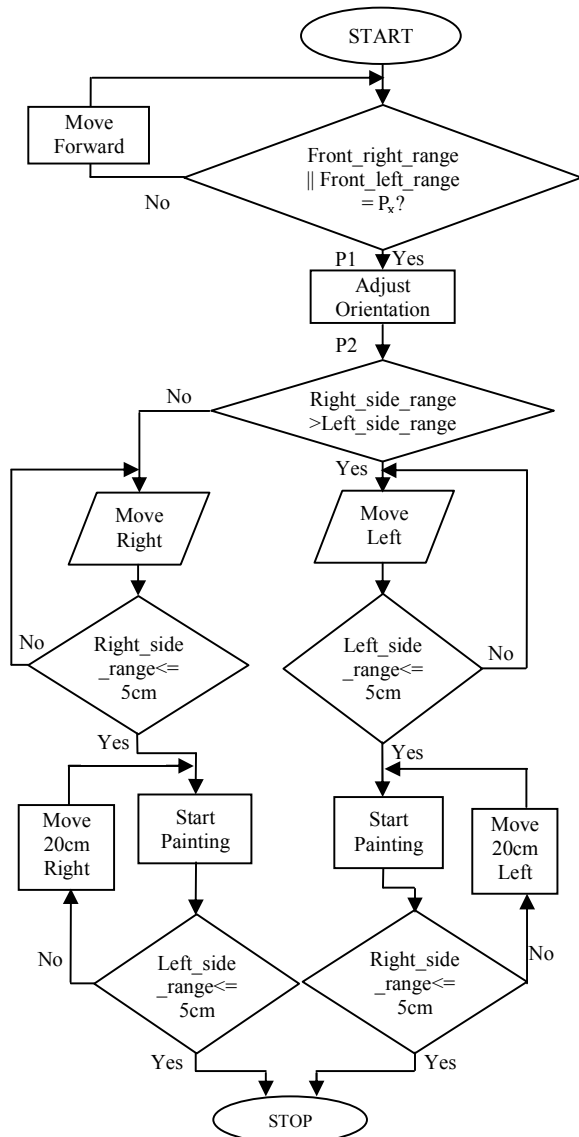 START
Move
Forward
Front_right_range
|| Front_left_range
= Px?
No
P1
Yes
Adjust
Orientation
P2
No
Right_side_range
>Left_side_range
Yes
Move
Right
Move
Left
No
Right_side
_range<=
5cm
Left_side
_range<=
5cm
No
Yes
Yes
Move
20cm
Right
Start
Painting
Start
Painting
Move
20cm
Left
No
Left_side
_range<=
5cm
Right_side
_range<=
5cm
No
Yes
Yes
STOP